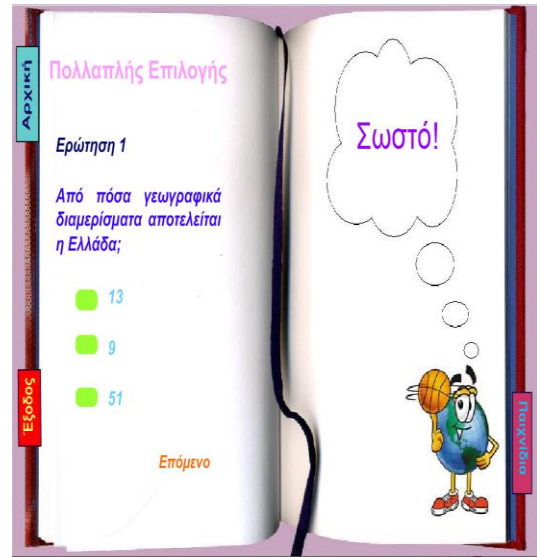 Αρχική
Πολλαπλής Επιλογής
Ερώτηση 1
Από πόσα γεωγραφικά
διαμερίσματα αποτελείται
η Ελλάδα;
13
9
51
Επόμενο
Έξοδος
Σωστό!
Παιχνίδια